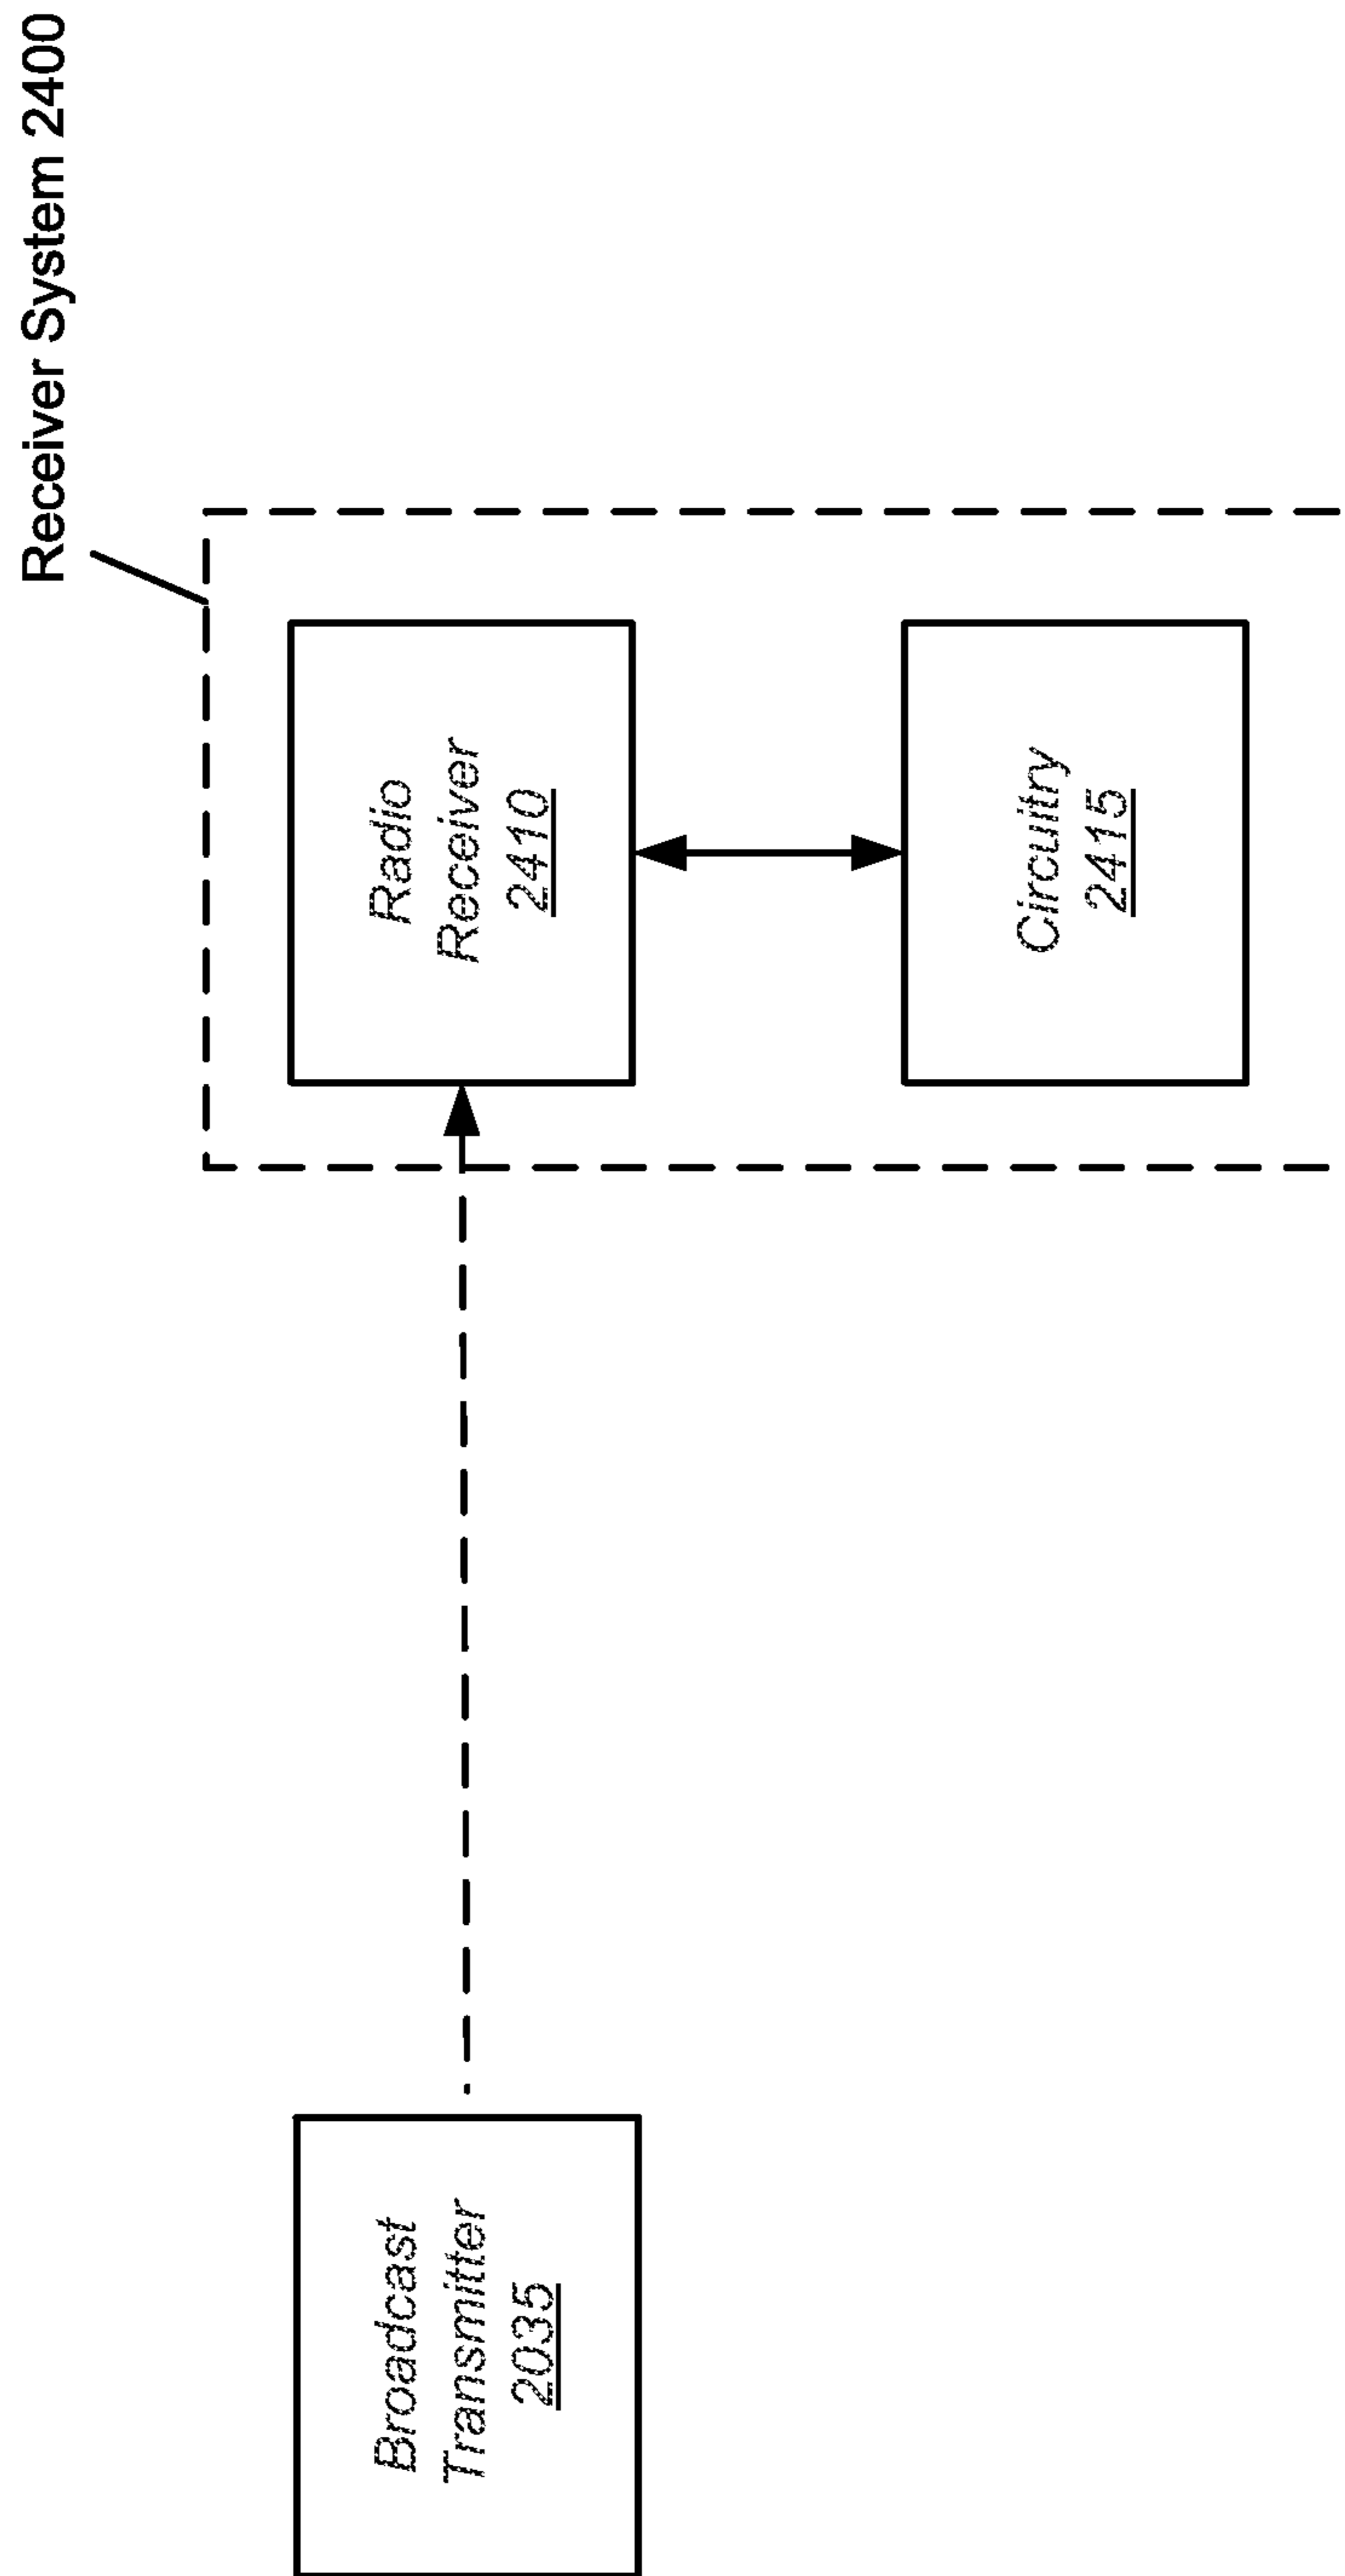 Receiver System 2400
Broadcast
Transmitter
2035
Radio
Receiver
2410
Circuitry
2415